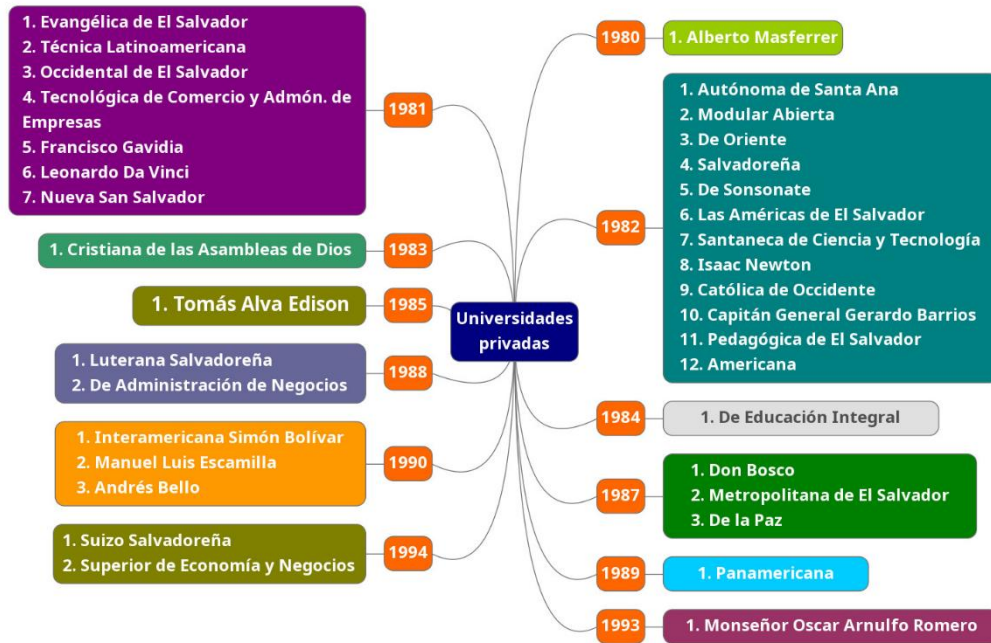 Universidades
privadas
1980
1. Alberto Masferrer
1981
1. Evangélica de El Salvador
2. Técnica Latinoamericana
3. Occidental de El Salvador
4. Tecnológica de Comercio y Admón. de
Empresas
5. Francisco Gavidia
6. Leonardo Da Vinci
7. Nueva San Salvador
1982
1. Autónoma de Santa Ana
2. Modular Abierta
3. De Oriente
4. Salvadoreña
5. De Sonsonate
6. Las Américas de El Salvador
7. Santaneca de Ciencia y Tecnología
8. Isaac Newton
9. Católica de Occidente
10. Capitán General Gerardo Barrios
11. Pedagógica de El Salvador
12. Americana
1983
1. Cristiana de las Asambleas de Dios
1984
1. De Educación Integral
1985
1. Tomás Alva Edison
1987
1. Don Bosco
2. Metropolitana de El Salvador
3. De la Paz
1988
1. Luterana Salvadoreña
2. De Administración de Negocios
1989
1. Panamericana
1990
1. Interamericana Simón Bolívar
2. Manuel Luis Escamilla
3. Andrés Bello
1993
1. Monseñor Oscar Arnulfo Romero
1994
1. Suizo Salvadoreña
2. Superior de Economía y Negocios